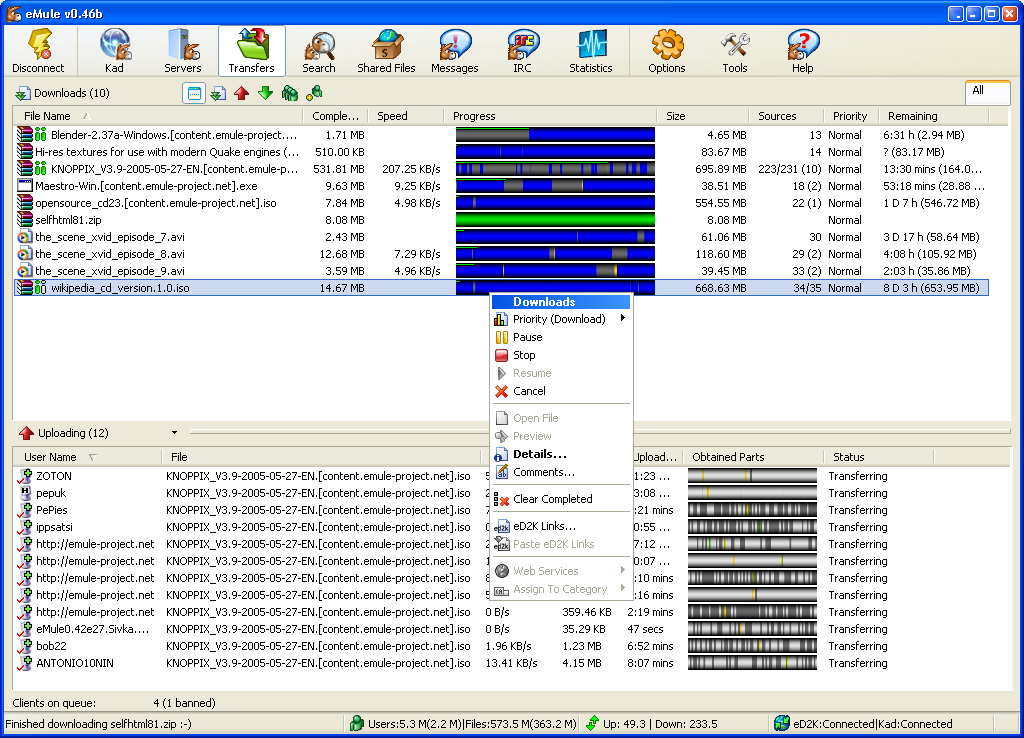 eMule v0.46b
Disconnect Kad Servers Transfers Search Shared Files Messages IRC Statistics Options Tools Help
Downloads (10) All
File Name Comple... Speed Progress Size Sources Priority Remaining
Blender-2.37a-Windows.[content.emule-project.... 1.71 MB 4.65 MB 13 Normal 6:31 h (2.94 MB)
Hi-res textures for use with modern Quake engines (... 510.00 KB 83.67 MB 14 Normal ? (83.17 MB)
KNOPPIX_V3.9-2005-05-27-EN.[content.emule-p... 531.81 MB 207.25 KB/s 695.89 MB 223/231 (10) Normal 13:30 mins (164.0...
Maestro-Win.[content.emule-project.net].exe 9.63 MB 9.25 KB/s 38.51 MB 18 (2) Normal 53:18 mins (28.88 ...
opensource_cd23.[content.emule-project.net].iso 7.84 MB 4.98 KB/s 554.55 MB 22 (1) Normal 1 D 7 h (546.72 MB)
selfhtml81.zip 8.08 MB 8.08 MB Normal
the_scene_xvid_episode_7.avi 2.43 MB 61.06 MB 30 Normal 3 D 17 h (58.64 MB)
the_scene_xvid_episode_8.avi 12.68 MB 7.29 KB/s 118.60 MB 29 (2) Normal 4:08 h (105.92 MB)
the_scene_xvid_episode_9.avi 3.59 MB 4.96 KB/s 39.45 MB 33 (2) Normal 2:03 h (35.86 MB)
wikipedia_cd_version.1.0.iso 14.67 MB 668.63 MB 34/35 Normal 8 D 3 h (653.95 MB)
Downloads
Priority (Download)
Pause
Stop
Resume
Cancel
Open File
Preview
Details...
Comments...
Clear Completed
eD2K Links...
Paste eD2K Links
Web Services
Assign To Category
Uploading (12)
User Name File Upload... Obtained Parts Status
ZOTON KNOPPIX_V3.9-2005-05-27-EN.[content.emule-project.net].iso 1:23 ... Transferring
pepuk KNOPPIX_V3.9-2005-05-27-EN.[content.emule-project.net].iso 3:08 ... Transferring
PePies KNOPPIX_V3.9-2005-05-27-EN.[content.emule-project.net].iso :21 mins Transferring
ippsatsi KNOPPIX_V3.9-2005-05-27-EN.[content.emule-project.net].iso 0:55 ... Transferring
http://emule-project.net KNOPPIX_V3.9-2005-05-27-EN.[content.emule-project.net].iso 7:12 ... Transferring
http://emule-project.net KNOPPIX_V3.9-2005-05-27-EN.[content.emule-project.net].iso 0:07 ... Transferring
http://emule-project.net KNOPPIX_V3.9-2005-05-27-EN.[content.emule-project.net].iso :10 mins Transferring
http://emule-project.net KNOPPIX_V3.9-2005-05-27-EN.[content.emule-project.net].iso :16 mins Transferring
http://emule-project.net KNOPPIX_V3.9-2005-05-27-EN.[content.emule-project.net].iso 0 B/s 359.46 KB 2:19 mins Transferring
eMule0.42e27.Sivka.... KNOPPIX_V3.9-2005-05-27-EN.[content.emule-project.net].iso 0 B/s 35.29 KB 47 secs Transferring
bob22 KNOPPIX_V3.9-2005-05-27-EN.[content.emule-project.net].iso 1.96 KB/s 1.23 MB 6:52 mins Transferring
ANTONIO10NIN KNOPPIX_V3.9-2005-05-27-EN.[content.emule-project.net].iso 13.41 KB/s 4.15 MB 8:07 mins Transferring
Clients on queue: 4 (1 banned)
Finished downloading selfhtml81.zip :-) Users:5.3 M(2.2 M)|Files:573.5 M(363.2 M) Up: 49.3 | Down: 233.5 eD2K:Connected|Kad:Connected